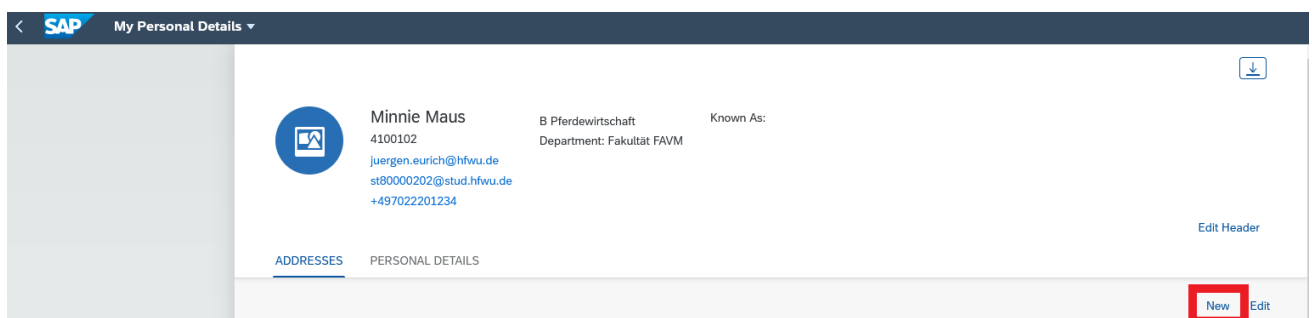 SAP My Personal Details
Minnie Maus
4100102
juergen.eurich@hfwu.de
st80000202@stud.hfwu.de
+497022201234
B Pferdewirtschaft
Department: Fakultät FAVM
Known As:
Edit Header
ADDRESSES PERSONAL DETAILS
New Edit